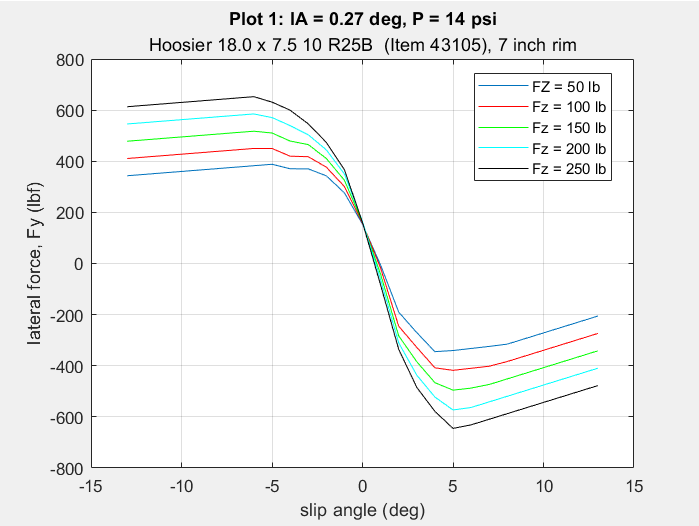 Plot 1: IA = 0.27 deg, P = 14 psi
Hoosier 18.0 x 7.5 10 R25B  (Item 43105), 7 inch rim
800
600
400
200
0
-200
-400
-600
-800
lateral force, Fy (lbf)
FZ = 50 lb
Fz = 100 lb
Fz = 150 lb
Fz = 200 lb
Fz = 250 lb
-15 -10 -5 0 5 10 15
slip angle (deg)